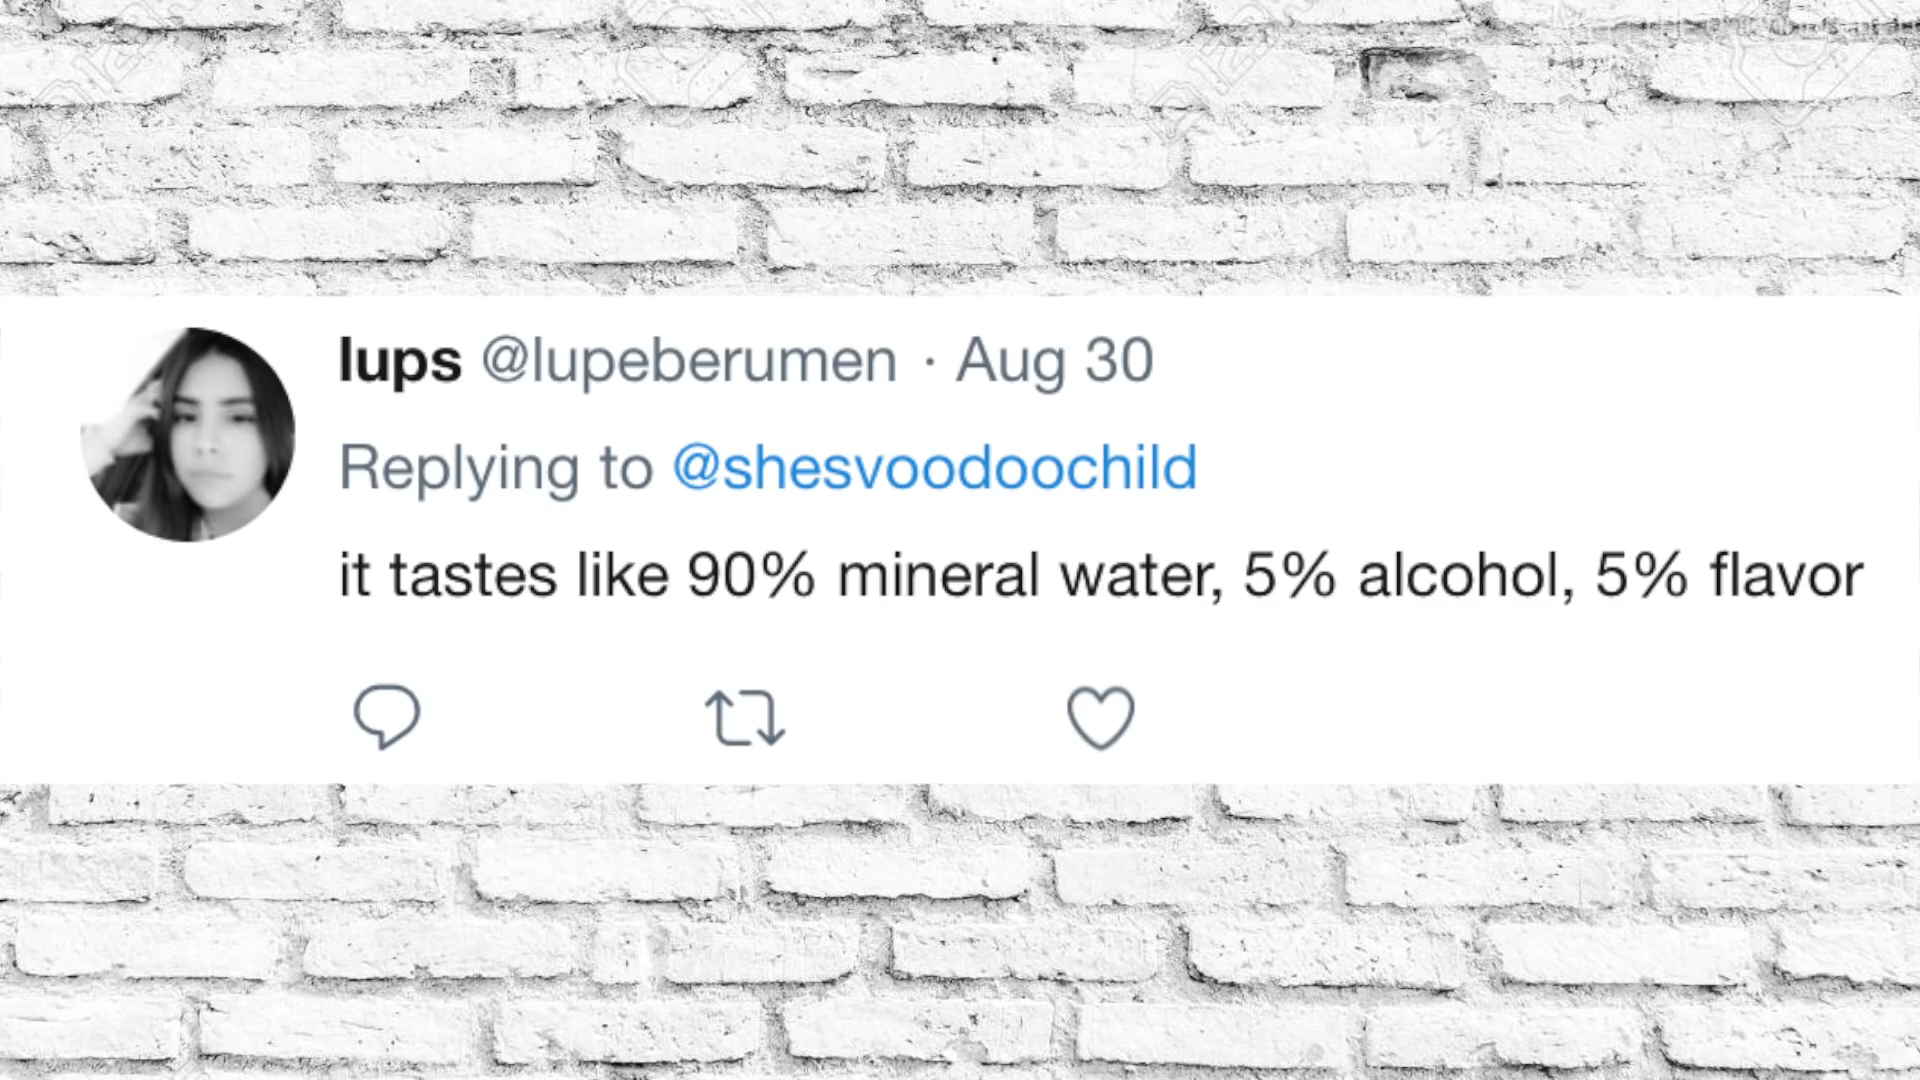 lups @lupeberumen · Aug 30
Replying to @shesvoodoochild
it tastes like 90% mineral water, 5% alcohol, 5% flavor